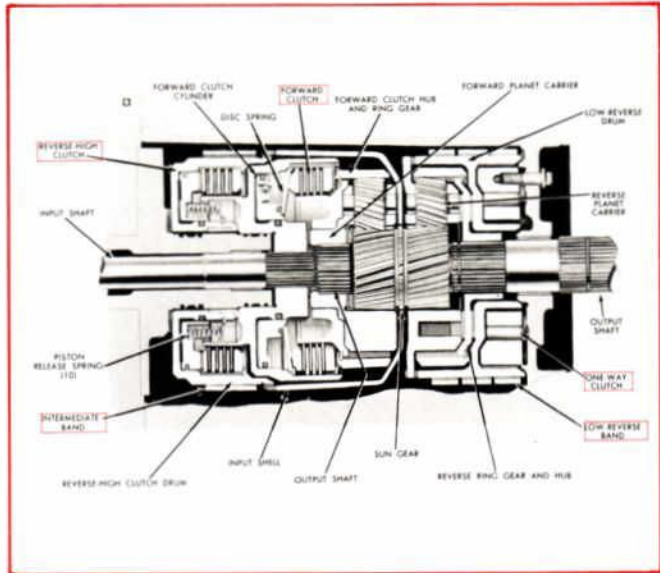 FORWARD CLUTCH
CYLINDER
DISC SPRING
FORWARD
CLUTCH
FORWARD CLUTCH HUB
AND RING GEAR
FORWARD PLANET CARRIER
LOW-REVERSE
DRUM
REVERSE-HIGH
CLUTCH
REVERSE
PLANET
CARRIER
INPUT SHAFT
OUTPUT
SHAFT
PISTON
RELEASE SPRING
(10)
ONE-WAY
CLUTCH
INTERMEDIATE
BAND
LOW-REVERSE
BAND
INPUT SHELL
SUN GEAR
REVERSE-HIGH CLUTCH DRUM
OUTPUT SHAFT
REVERSE RING GEAR AND HUB